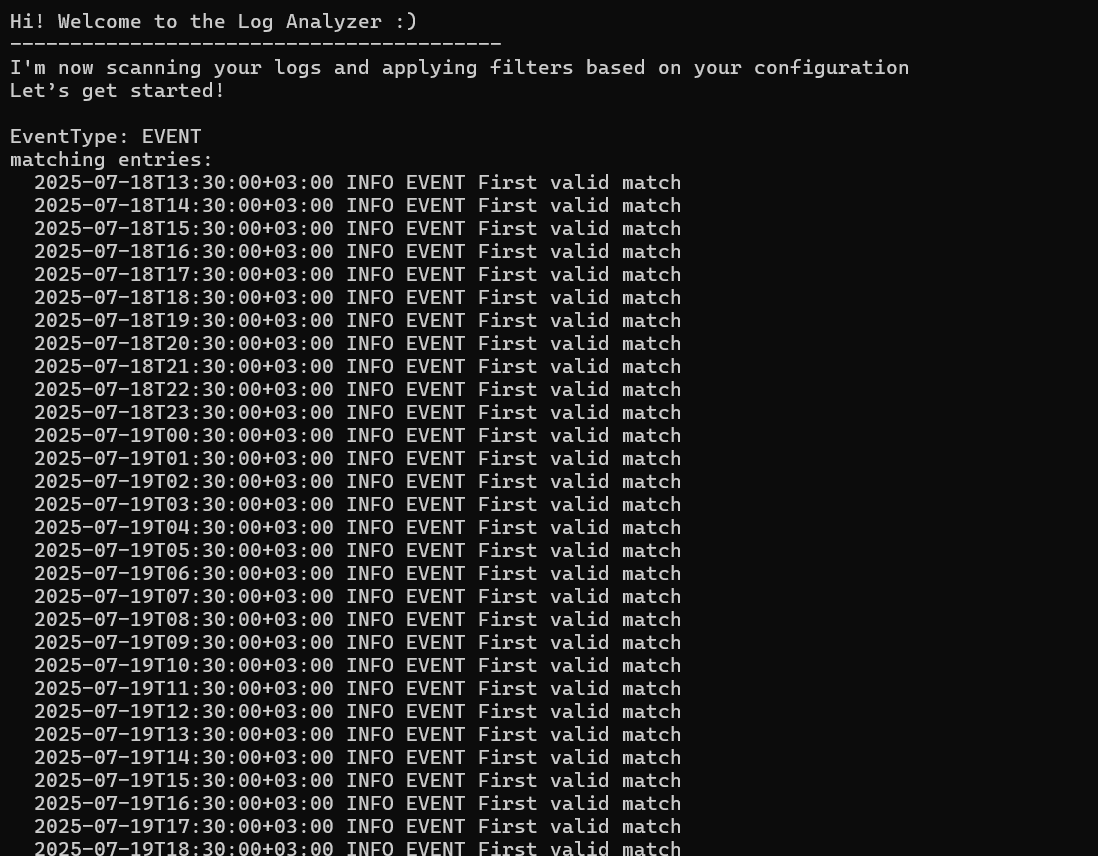 Hi! Welcome to the Log Analyzer :)
-----------------------------------------
I'm now scanning your logs and applying filters based on your configuration
Let’s get started!
EventType: EVENT
matching entries:
2025-07-18T13:30:00+03:00 INFO EVENT First valid match
2025-07-18T14:30:00+03:00 INFO EVENT First valid match
2025-07-18T15:30:00+03:00 INFO EVENT First valid match
2025-07-18T16:30:00+03:00 INFO EVENT First valid match
2025-07-18T17:30:00+03:00 INFO EVENT First valid match
2025-07-18T18:30:00+03:00 INFO EVENT First valid match
2025-07-18T19:30:00+03:00 INFO EVENT First valid match
2025-07-18T20:30:00+03:00 INFO EVENT First valid match
2025-07-18T21:30:00+03:00 INFO EVENT First valid match
2025-07-18T22:30:00+03:00 INFO EVENT First valid match
2025-07-18T23:30:00+03:00 INFO EVENT First valid match
2025-07-19T00:30:00+03:00 INFO EVENT First valid match
2025-07-19T01:30:00+03:00 INFO EVENT First valid match
2025-07-19T02:30:00+03:00 INFO EVENT First valid match
2025-07-19T03:30:00+03:00 INFO EVENT First valid match
2025-07-19T04:30:00+03:00 INFO EVENT First valid match
2025-07-19T05:30:00+03:00 INFO EVENT First valid match
2025-07-19T06:30:00+03:00 INFO EVENT First valid match
2025-07-19T07:30:00+03:00 INFO EVENT First valid match
2025-07-19T08:30:00+03:00 INFO EVENT First valid match
2025-07-19T09:30:00+03:00 INFO EVENT First valid match
2025-07-19T10:30:00+03:00 INFO EVENT First valid match
2025-07-19T11:30:00+03:00 INFO EVENT First valid match
2025-07-19T12:30:00+03:00 INFO EVENT First valid match
2025-07-19T13:30:00+03:00 INFO EVENT First valid match
2025-07-19T14:30:00+03:00 INFO EVENT First valid match
2025-07-19T15:30:00+03:00 INFO EVENT First valid match
2025-07-19T16:30:00+03:00 INFO EVENT First valid match
2025-07-19T17:30:00+03:00 INFO EVENT First valid match
2025-07-19T18:30:00+03:00 INFO EVENT First valid match